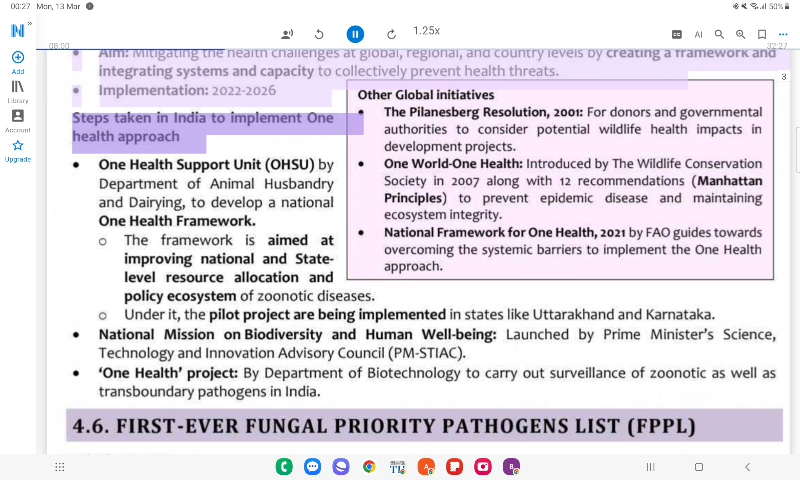 00:27 Mon, 13 Mar
50%
1.25x
AI
08:00
32:27
Add
Library
Account
Upgrade
3
• Aim: Mitigating the health challenges at global, regional, and country levels by creating a framework and
integrating systems and capacity to collectively prevent health threats.
• Implementation: 2022-2026
Steps taken in India to implement One
health approach
• One Health Support Unit (OHSU) by
Department of Animal Husbandry
and Dairying, to develop a national
One Health Framework.
o The framework is aimed at
improving national and State-
level resource allocation and
policy ecosystem of zoonotic diseases.
o Under it, the pilot project are being implemented in states like Uttarakhand and Karnataka.
Other Global initiatives
• The Pilanesberg Resolution, 2001: For donors and governmental
authorities to consider potential wildlife health impacts in
development projects.
• One World-One Health: Introduced by The Wildlife Conservation
Society in 2007 along with 12 recommendations (Manhattan
Principles) to prevent epidemic disease and maintaining
ecosystem integrity.
• National Framework for One Health, 2021 by FAO guides towards
overcoming the systemic barriers to implement the One Health
approach.
• National Mission on Biodiversity and Human Well-being: Launched by Prime Minister's Science,
Technology and Innovation Advisory Council (PM-STIAC).
• 'One Health' project: By Department of Biotechnology to carry out surveillance of zoonotic as well as
transboundary pathogens in India.
4.6. FIRST-EVER FUNGAL PRIORITY PATHOGENS LIST (FPPL)